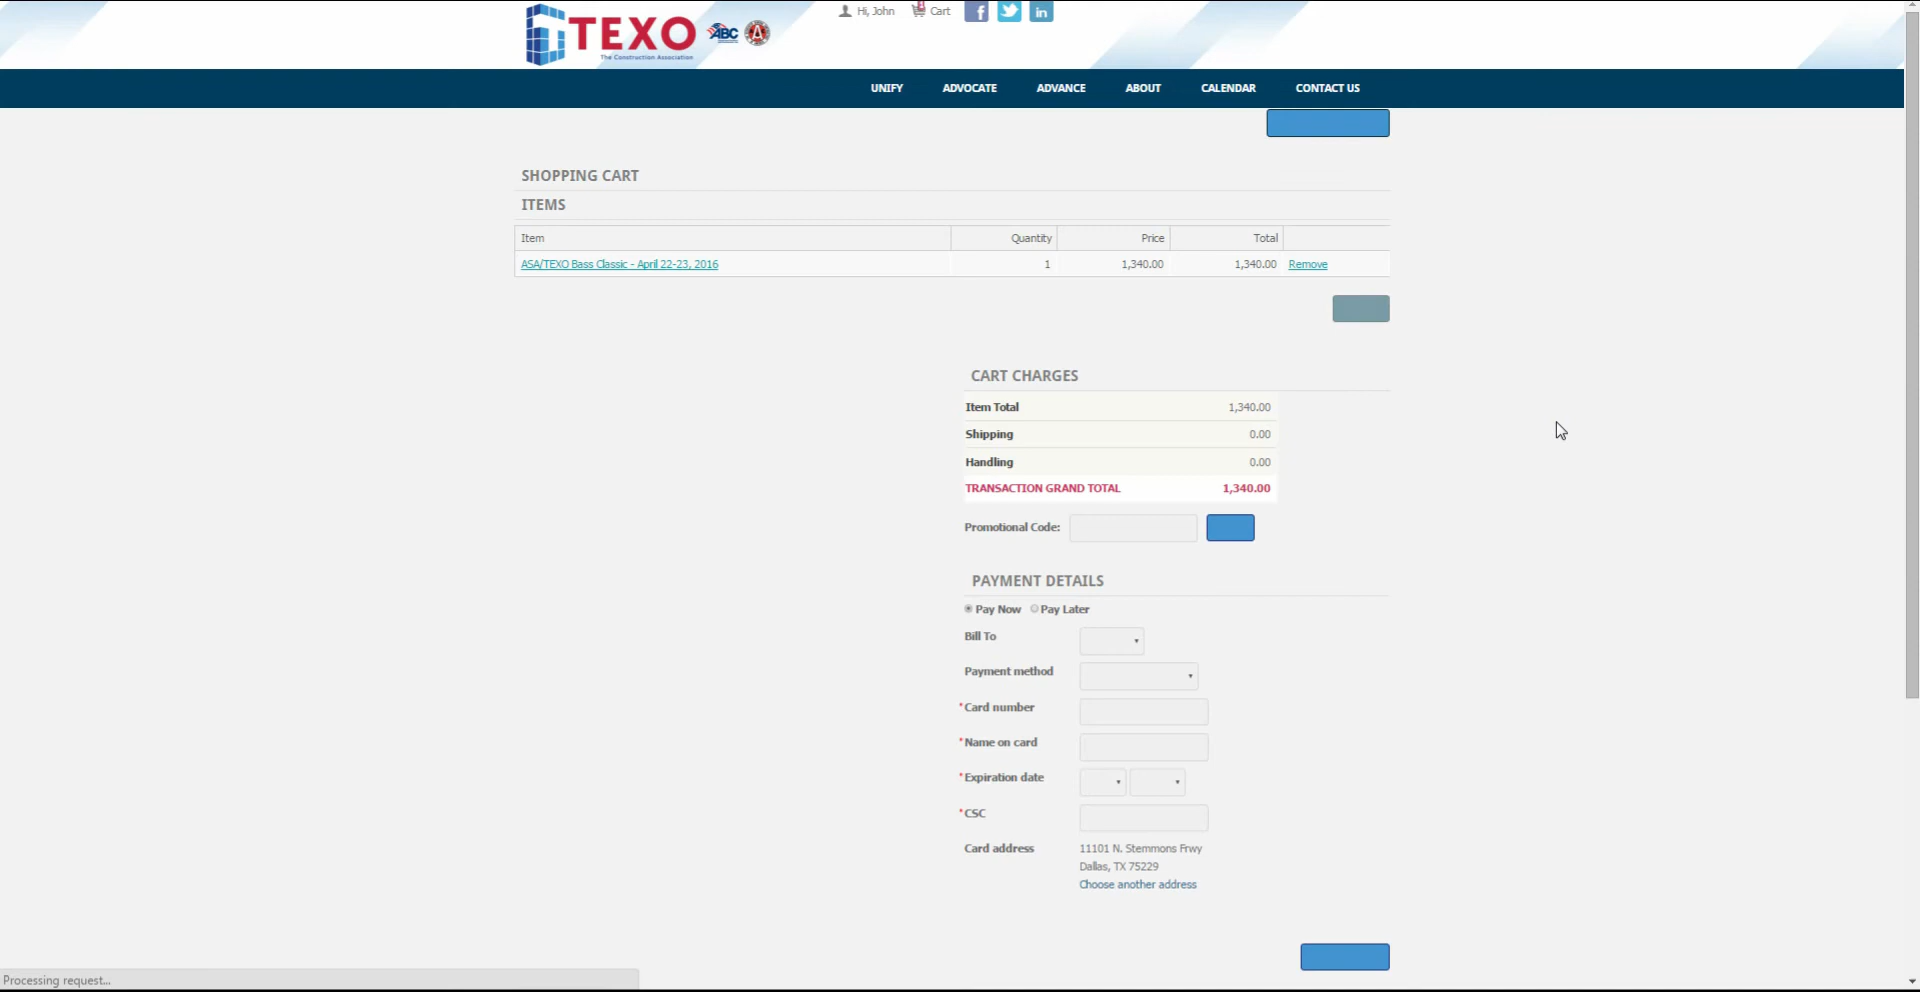 TEXO
The Construction Association
ABC
Hi, John
Cart
UNIFY ADVOCATE ADVANCE ABOUT CALENDAR CONTACT US
SHOPPING CART
ITEMS
Item Quantity Price Total
ASA/TEXO Bass Classic - April 22-23, 2016 1 1,340.00 1,340.00 Remove
CART CHARGES
Item Total 1,340.00
Shipping 0.00
Handling 0.00
TRANSACTION GRAND TOTAL 1,340.00
Promotional Code:
PAYMENT DETAILS
Pay Now Pay Later
Bill To
Payment method
*Card number
*Name on card
*Expiration date
*CSC
Card address 11101 N. Stemmons Frwy
Dallas, TX 75229
Choose another address
Processing request...